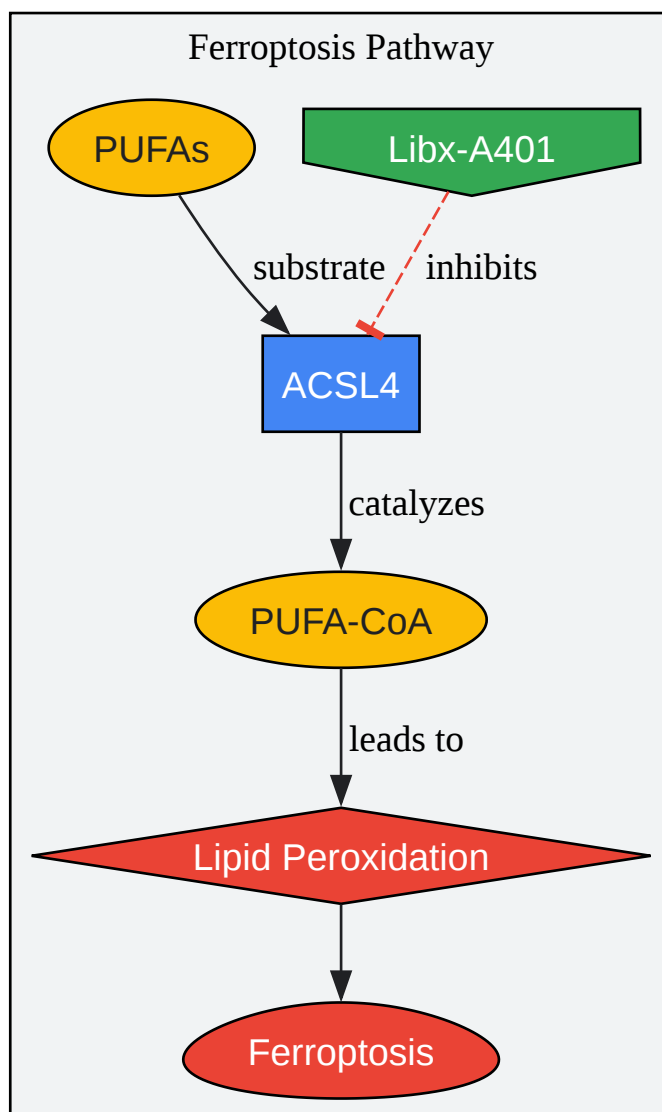 Ferroptosis Pathway
PUFAs
Libx-A401
substrate
inhibits
ACSL4
catalyzes
PUFA-CoA
leads to
Lipid Peroxidation
Ferroptosis